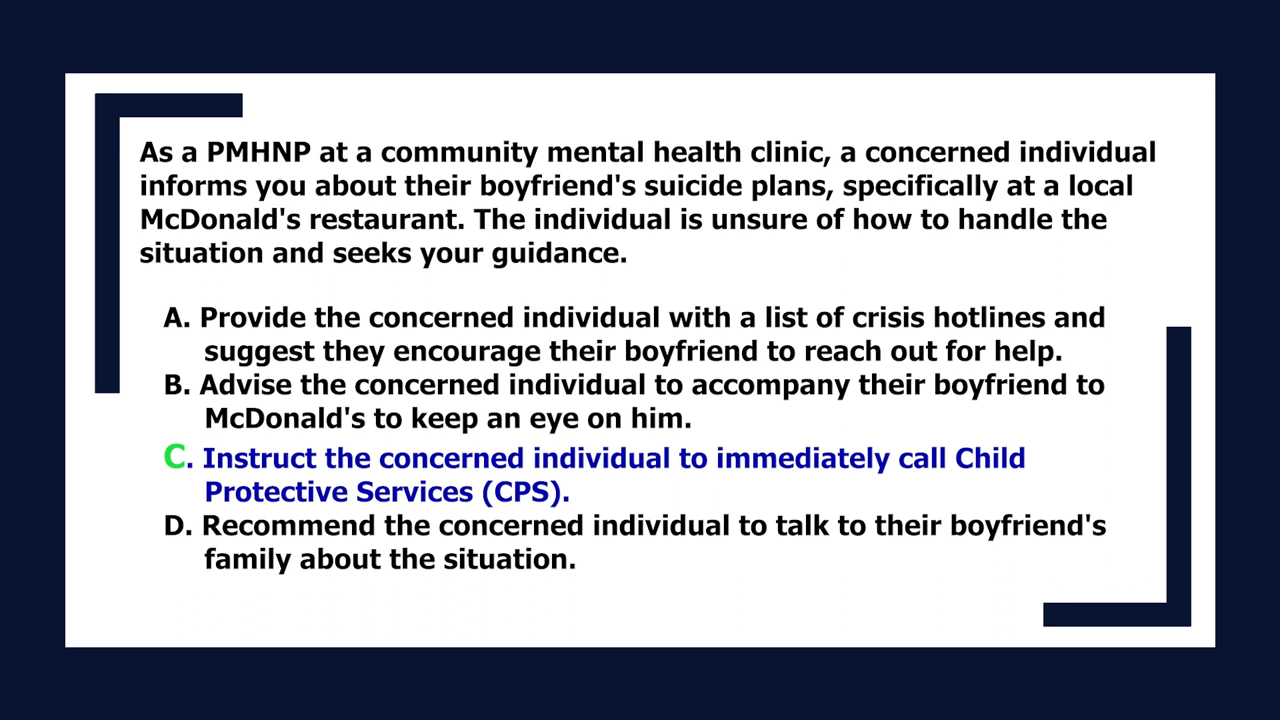 As a PMHNP at a community mental health clinic, a concerned individual
informs you about their boyfriend's suicide plans, specifically at a local
McDonald's restaurant. The individual is unsure of how to handle the
situation and seeks your guidance.
A. Provide the concerned individual with a list of crisis hotlines and
suggest they encourage their boyfriend to reach out for help.
B. Advise the concerned individual to accompany their boyfriend to
McDonald's to keep an eye on him.
C. Instruct the concerned individual to immediately call Child
Protective Services (CPS).
D. Recommend the concerned individual to talk to their boyfriend's
family about the situation.